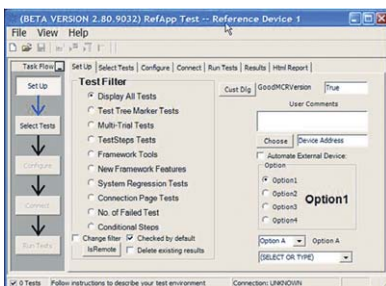 (BETA VERSION 2.80.9032) RefApp Test -- Reference Device 1
File View Help
Task Flow
Set Up Select Tests Configure Connect Run Tests Results Html Report
Set Up
Select Tests
Configure
Connect
Run Tests
Test Filter
Display All Tests
Test Tree Marker Tests
Multi-Trial Tests
TestSteps Tests
Framework Tools
New Framework Features
System Regression Tests
Connection Page Tests
No. of Failed Test
Conditional Steps
Change filter Checked by default
IsRemote Delete existing results
Cust Dlg GoodMCRVersion True
User Comments
Choose Device Address
Automate External Device:
Option
Option1
Option2
Option3
Option4
Option1
Option A Option A
(SELECT OR TYPE)
0 Tests Follow instructions to describe your test environment Connection: UNKNOWN